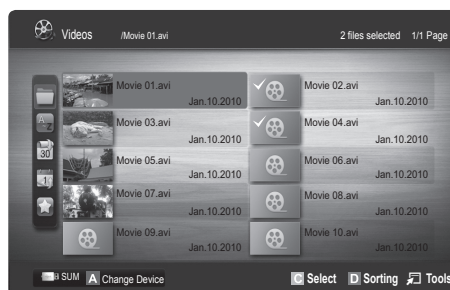 Videos /Movie 01.avi 2 files selected 1/1 Page
Movie 01.avi Movie 02.avi
Jan.10.2010 Jan.10.2010
Movie 03.avi Movie 04.avi
Jan.10.2010 Jan.10.2010
Movie 05.avi Movie 06.avi
Jan.10.2010 Jan.10.2010
Movie 07.avi Movie 08.avi
Jan.10.2010 Jan.10.2010
Movie 09.avi Movie 10.avi
Jan.10.2010 Jan.10.2010
SUM A Change Device C Select D Sorting Tools